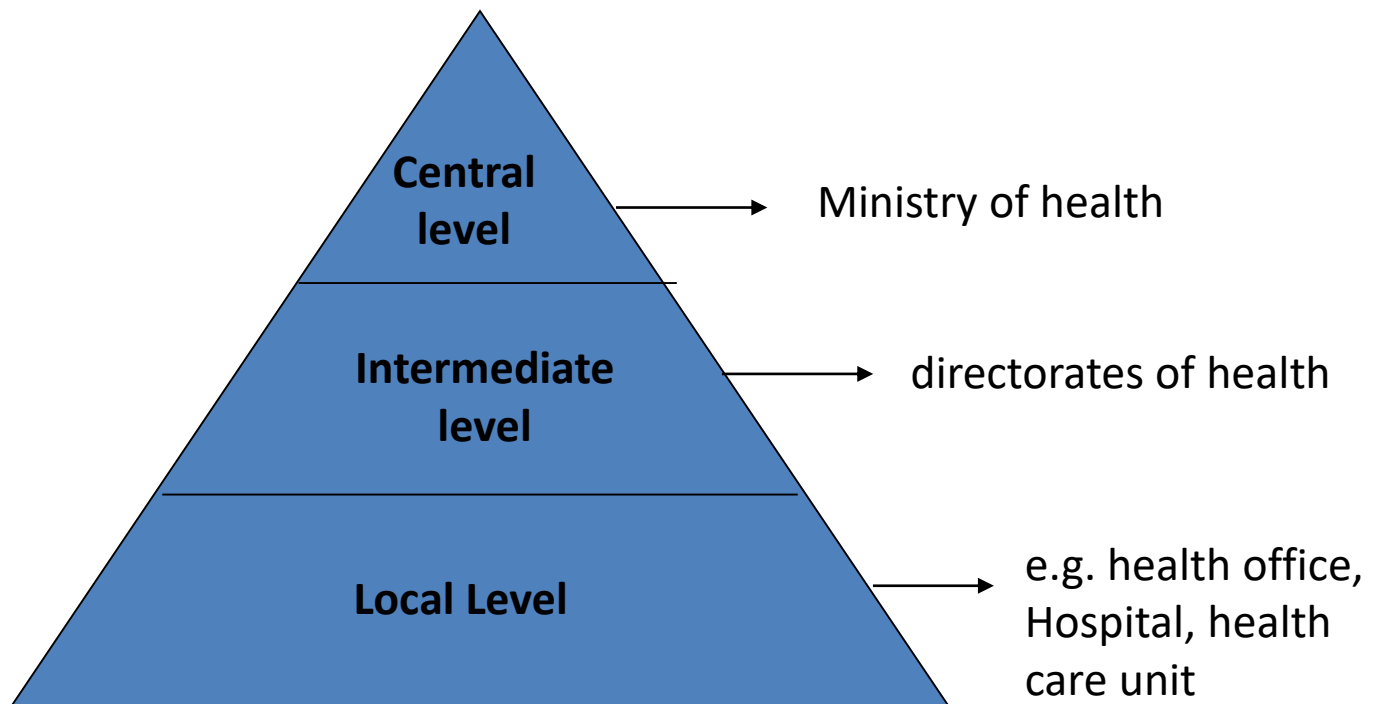 Central
level
Ministry of health
Intermediate
level
directorates of health
Local Level
e.g. health office,
Hospital, health
care unit